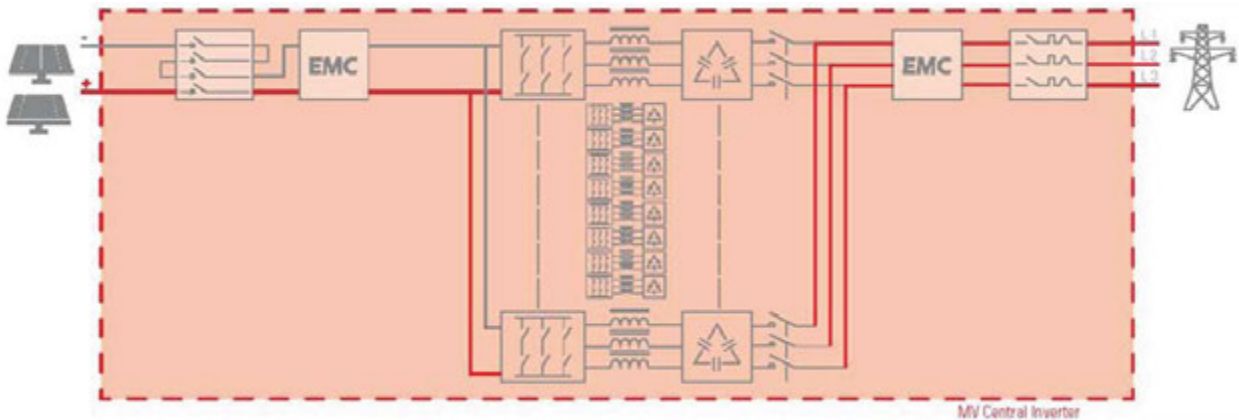 -
+
EMC
EMC
L1
L2
L3
MV Central Inverter